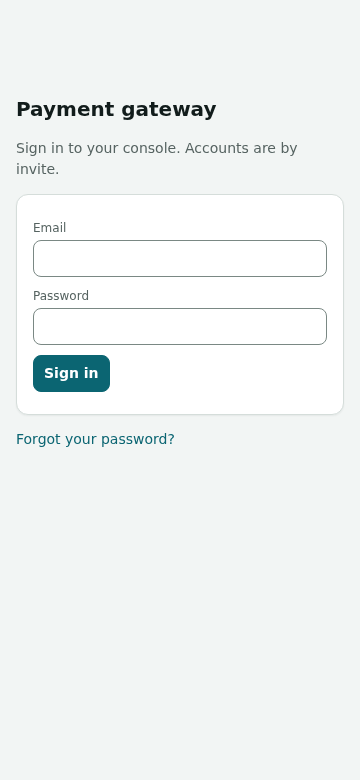 Payment gateway
Sign in to your console. Accounts are by
invite.
Email
Password
Sign in
Forgot your password?